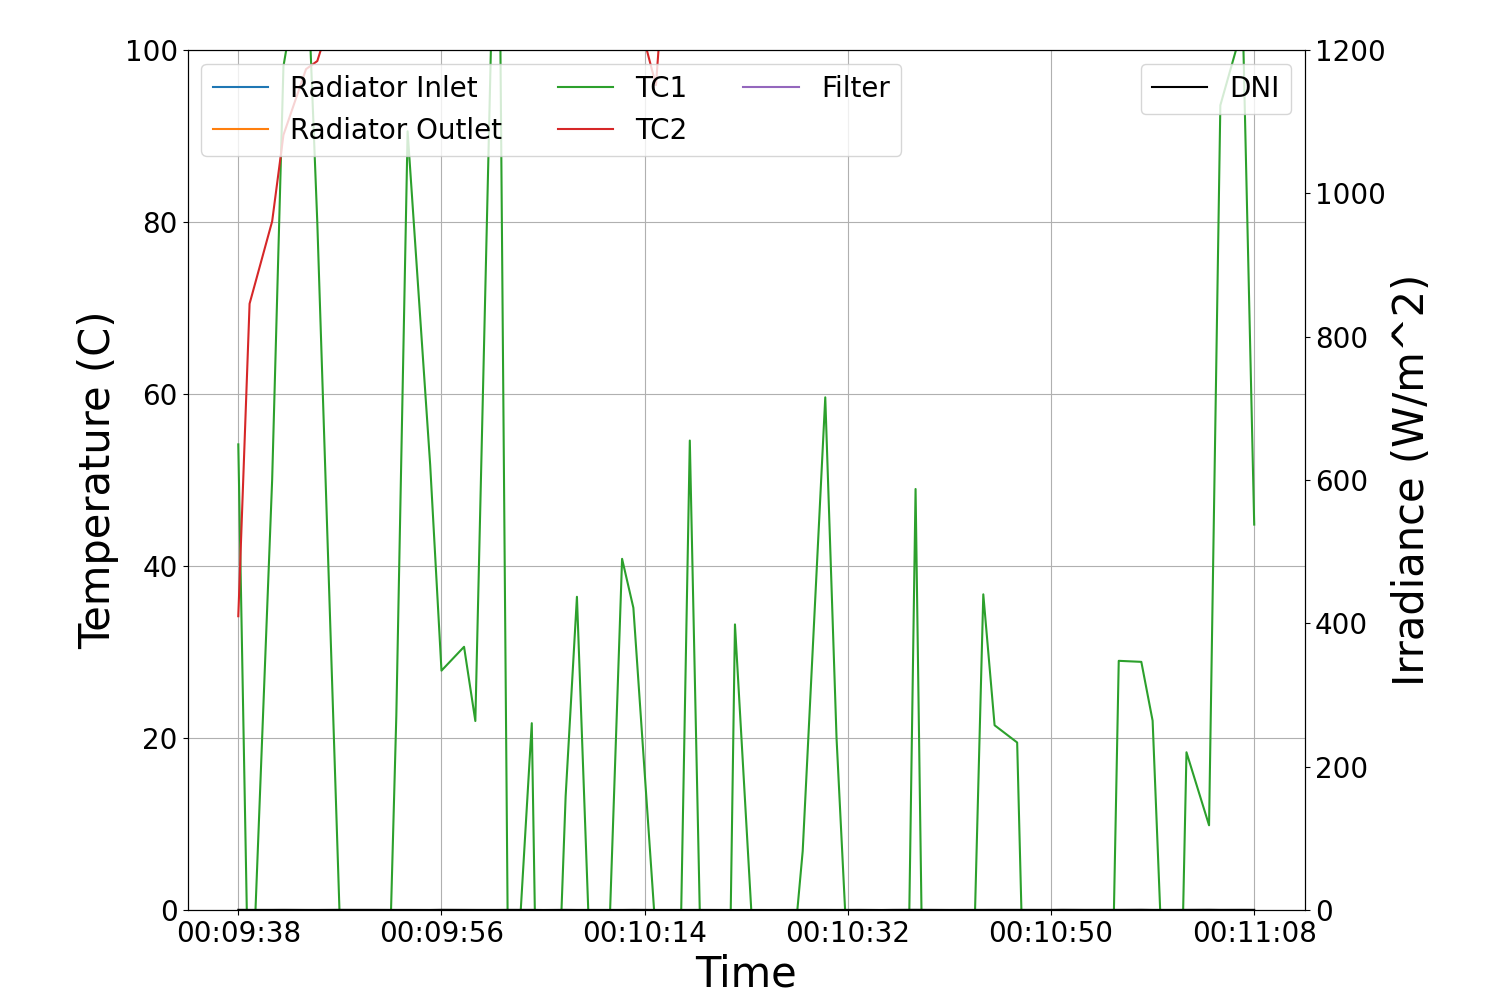 Radiator Inlet
Radiator Outlet
TC1
TC2
Filter
DNI
100
80
60
40
20
0
Temperature (C)
1200
1000
800
600
400
200
0
Irradiance (W/m^2)
00:09:38 00:09:56 00:10:14 00:10:32 00:10:50 00:11:08
Time